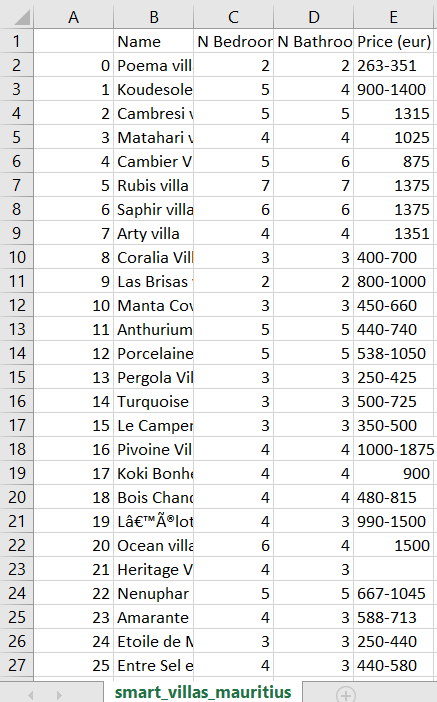 A B C D E
1 Name N Bedroor N Bathroo Price (eur)
2 0 Poema vill 2 2 263-351
3 1 Koudesole 5 4 900-1400
4 2 Cambresi v 5 5 1315
5 3 Matahari v 4 4 1025
6 4 Cambier V 5 6 875
7 5 Rubis villa 7 7 1375
8 6 Saphir villa 6 6 1375
9 7 Arty villa 4 4 1351
10 8 Coralia Vill 3 3 400-700
11 9 Las Brisas 2 2 800-1000
12 10 Manta Cov 3 3 450-660
13 11 Anthurium 5 5 440-740
14 12 Porcelaine 5 5 538-1050
15 13 Pergola Vil 3 3 250-425
16 14 Turquoise 3 3 500-725
17 15 Le Camper 3 3 350-500
18 16 Pivoine Vil 4 4 1000-1875
19 17 Koki Bonhe 4 4 900
20 18 Bois Chanc 4 4 480-815
21 19 Lâ€™Ã®lot 4 3 990-1500
22 20 Ocean villa 6 4 1500
23 21 Heritage V 4 3
24 22 Nenuphar 5 5 667-1045
25 23 Amarante 4 3 588-713
26 24 Etoile de M 3 3 250-440
27 25 Entre Sel e 4 3 440-580
smart_villas_mauritius